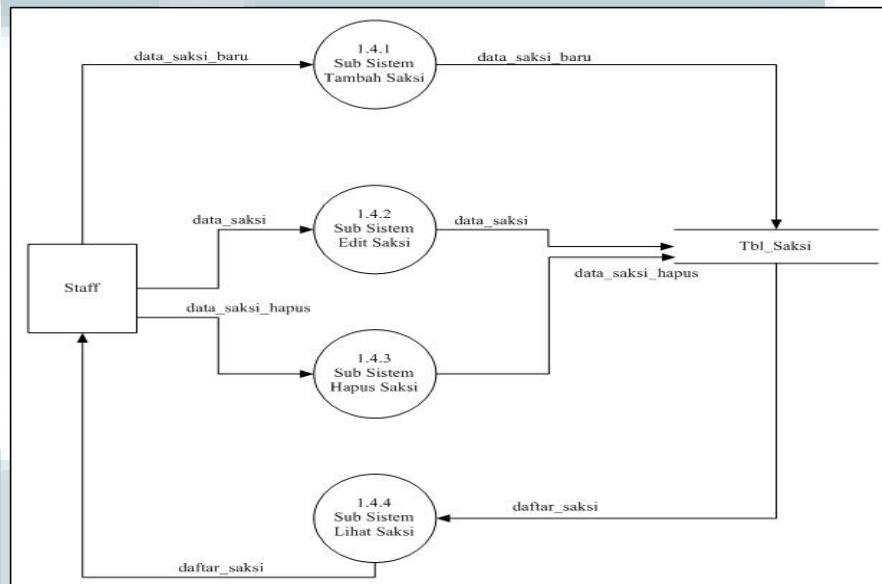 data_saksi_baru
1.4.1
Sub Sistem
Tambah Saksi
data_saksi_baru
data_saksi
1.4.2
Sub Sistem
Edit Saksi
data_saksi
Tbl_Saksi
Staff
data_saksi_hapus
data_saksi_hapus
1.4.3
Sub Sistem
Hapus Saksi
1.4.4
Sub Sistem
Lihat Saksi
daftar_saksi
daftar_saksi